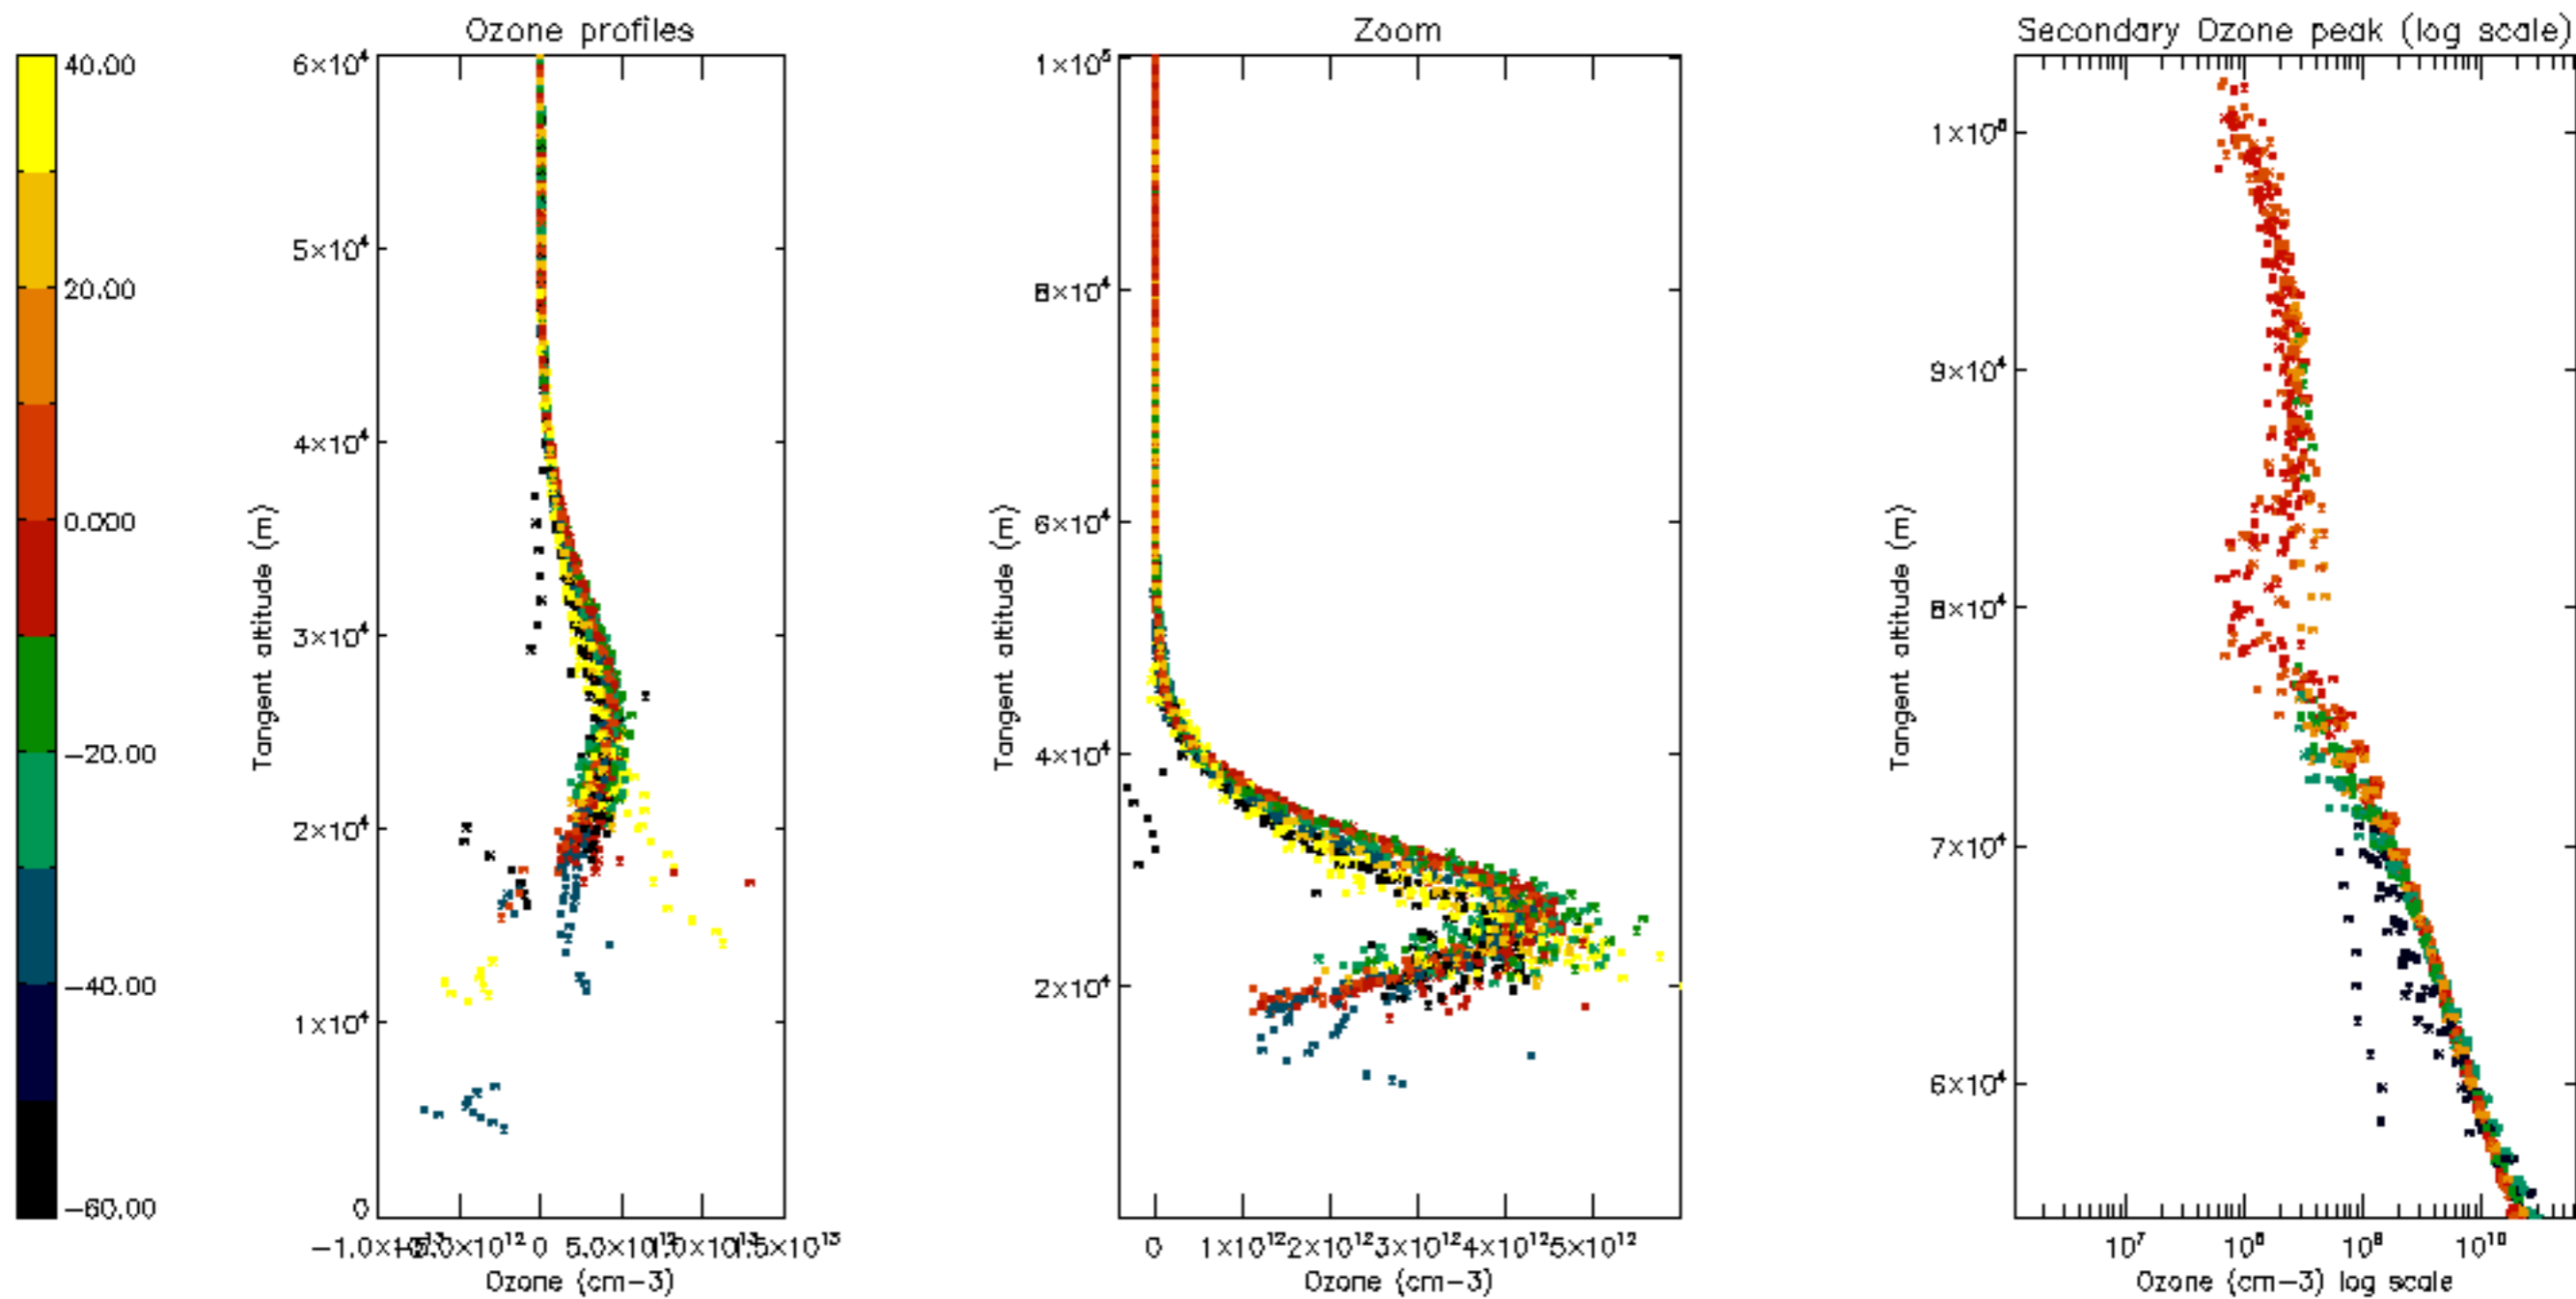 Ozone profiles
Zoom
Secondary Ozone peak (log scale)
40.00
20.00
0.000
−20.00
−40.00
−60.00
6×10⁴
5×10⁴
4×10⁴
3×10⁴
2×10⁴
1×10⁴
0
Tangent altitude (m)
0
Ozone (cm−3)
1×10⁵
8×10⁴
6×10⁴
4×10⁴
2×10⁴
Tangent altitude (m)
0 1×10¹² 2×10¹² 3×10¹² 4×10¹² 5×10¹²
Ozone (cm−3)
9×10⁴
8×10⁴
7×10⁴
6×10⁴
Tangent altitude (m)
10⁷ 10⁸ 10⁹ 10¹⁰
Ozone (cm−3) log scale